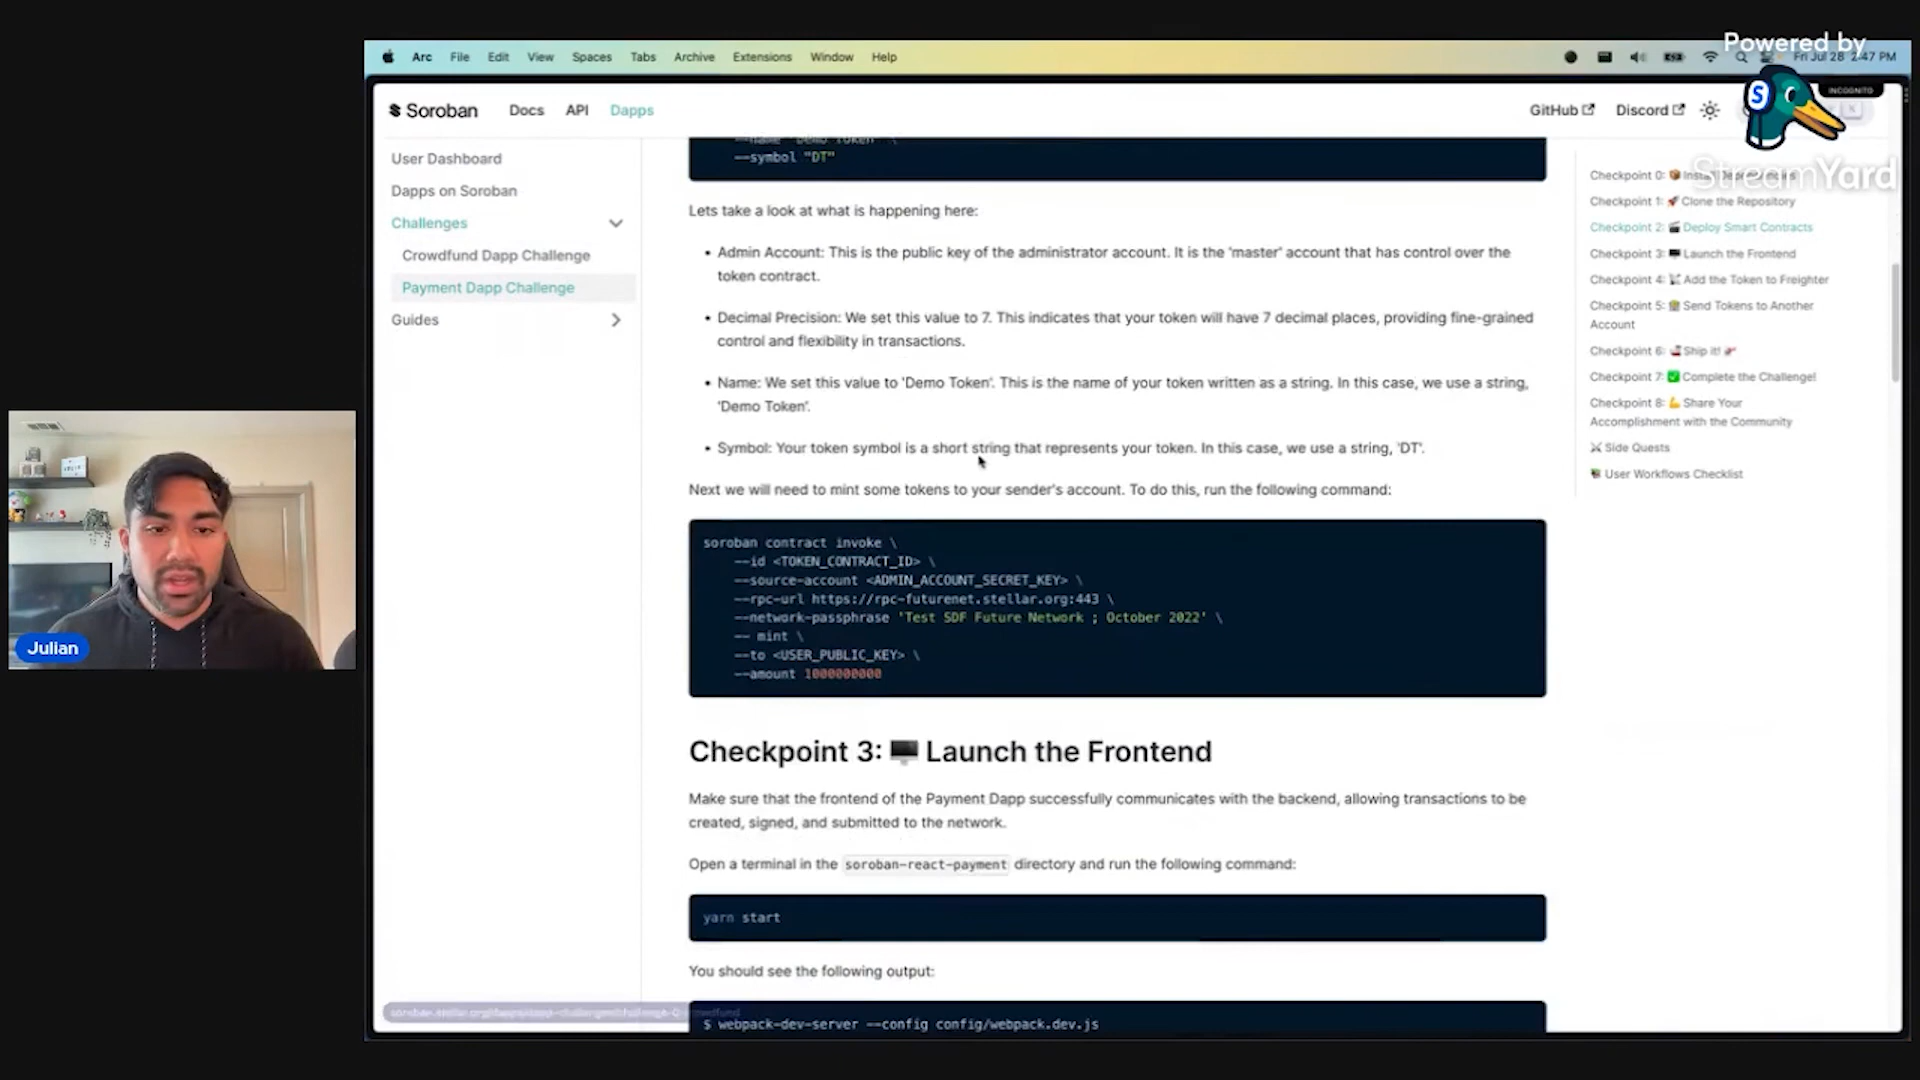 Powered by
StreamYard
Arc File Edit View Spaces Tabs Archive Extensions Window Help
Fri Jul 28 2:47 PM
INCOGNITO
Soroban Docs API Dapps
GitHub Discord
User Dashboard
Dapps on Soroban
Challenges
Crowdfund Dapp Challenge
Payment Dapp Challenge
Guides
--name "Demo Token" \
--symbol "DT"
Lets take a look at what is happening here:
• Admin Account: This is the public key of the administrator account. It is the 'master' account that has control over the
token contract.
• Decimal Precision: We set this value to 7. This indicates that your token will have 7 decimal places, providing fine-grained
control and flexibility in transactions.
• Name: We set this value to 'Demo Token'. This is the name of your token written as a string. In this case, we use a string,
'Demo Token'.
• Symbol: Your token symbol is a short string that represents your token. In this case, we use a string, 'DT'.
Next we will need to mint some tokens to your sender's account. To do this, run the following command:
soroban contract invoke \
--id <TOKEN_CONTRACT_ID> \
--source-account <ADMIN_ACCOUNT_SECRET_KEY> \
--rpc-url https://rpc-futurenet.stellar.org:443 \
--network-passphrase 'Test SDF Future Network ; October 2022' \
-- mint \
--to <USER_PUBLIC_KEY> \
--amount 1000000000
Checkpoint 3: 🖥️ Launch the Frontend
Make sure that the frontend of the Payment Dapp successfully communicates with the backend, allowing transactions to be
created, signed, and submitted to the network.
Open a terminal in the soroban-react-payment directory and run the following command:
yarn start
You should see the following output:
$ webpack-dev-server --config config/webpack.dev.js
Checkpoint 0: 📦 Install Dependencies
Checkpoint 1: 🚀 Clone the Repository
Checkpoint 2: 🎬 Deploy Smart Contracts
Checkpoint 3: 🖥️ Launch the Frontend
Checkpoint 4: Add the Token to Freighter
Checkpoint 5: Send Tokens to Another
Account
Checkpoint 6: 🚢 Ship it! 🚁
Checkpoint 7: ✅ Complete the Challenge!
Checkpoint 8: 💪 Share Your
Accomplishment with the Community
⚔️ Side Quests
User Workflows Checklist
Julian